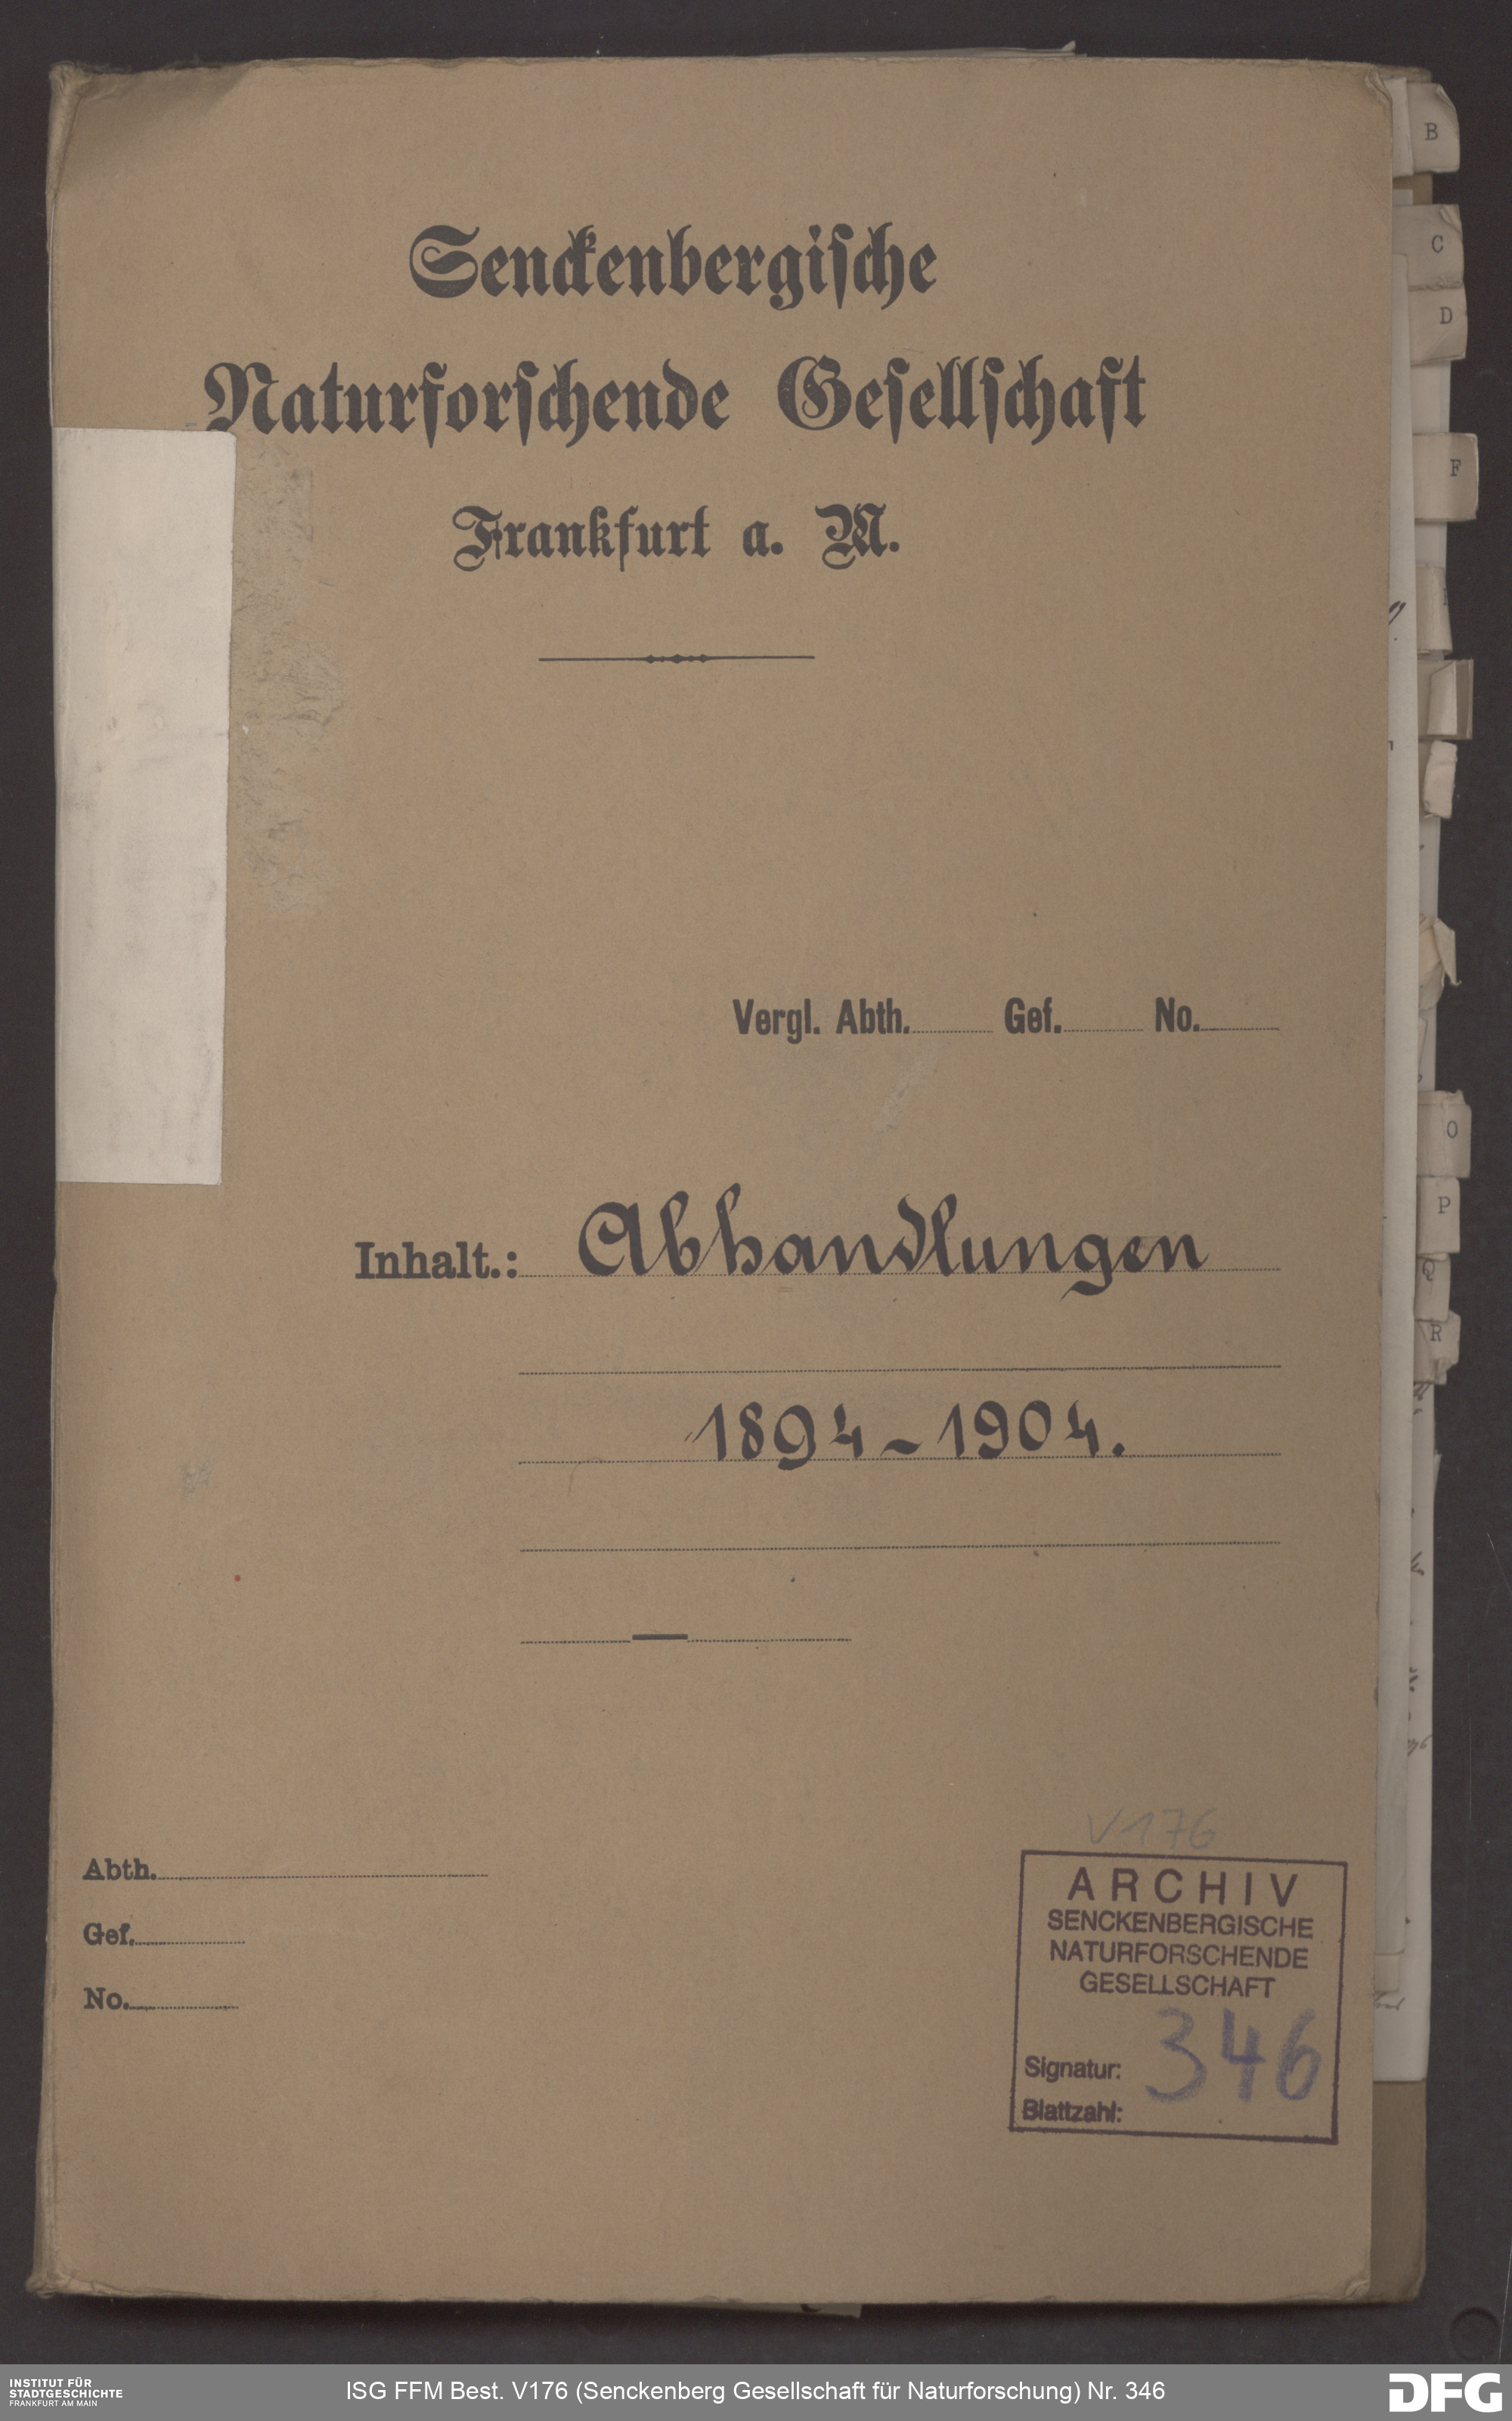 Senckenbergische
Naturforschende Gesellschaft
Frankfurt a. M.
Vergl. Abth. Gef. No.
Inhalt.: Abhandlungen
1894-1904.
Abth.
Gef.
No.
V176
ARCHIV
SENCKENBERGISCHE
NATURFORSCHENDE
GESELLSCHAFT
Signatur: 346
Blattzahl:
B
C
D
F
O
P
Q
R
INSTITUT FÜR
STADTGESCHICHTE
FRANKFURT AM MAIN
ISG FFM Best. V176 (Senckenberg Gesellschaft für Naturforschung) Nr. 346
DFG